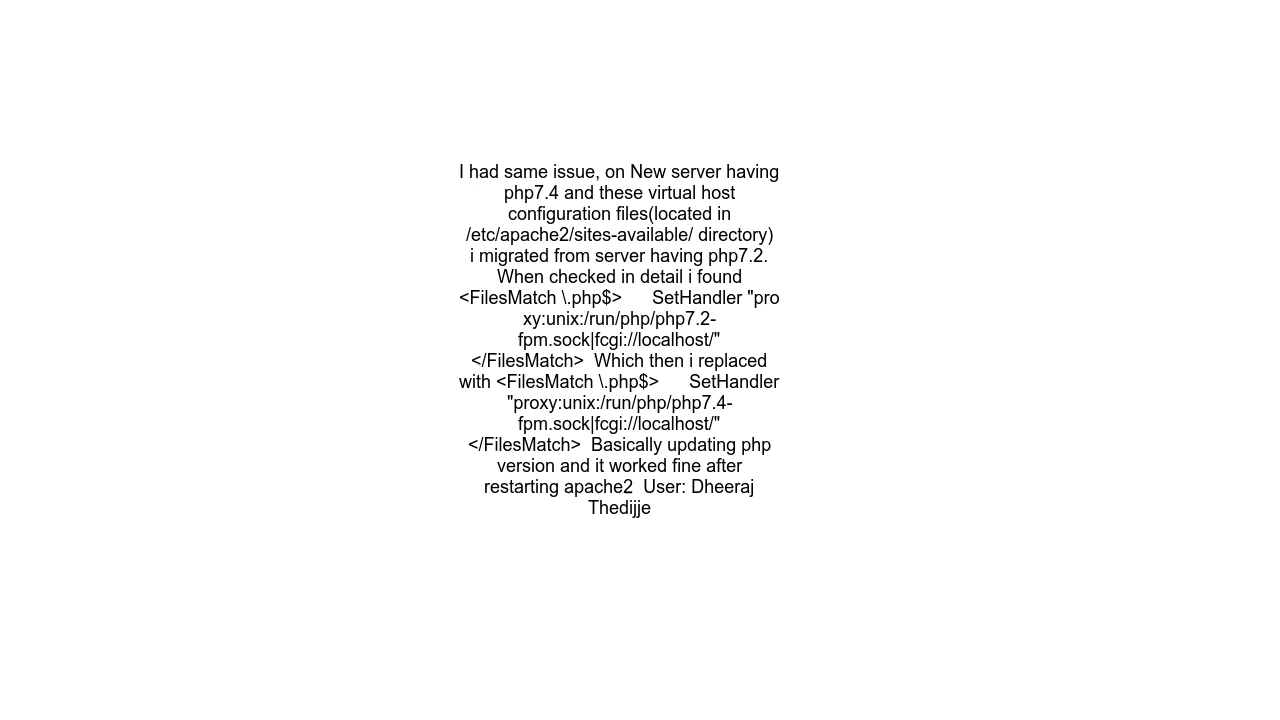 I had same issue, on New server having
php7.4 and these virtual host
configuration files(located in
/etc/apache2/sites-available/ directory)
i migrated from server having php7.2.
When checked in detail i found
<FilesMatch \.php$>      SetHandler "pro
xy:unix:/run/php/php7.2-
fpm.sock|fcgi://localhost/"
</FilesMatch>  Which then i replaced
with <FilesMatch \.php$>      SetHandler
"proxy:unix:/run/php/php7.4-
fpm.sock|fcgi://localhost/"
</FilesMatch>  Basically updating php
version and it worked fine after
restarting apache2  User: Dheeraj
Thedijje